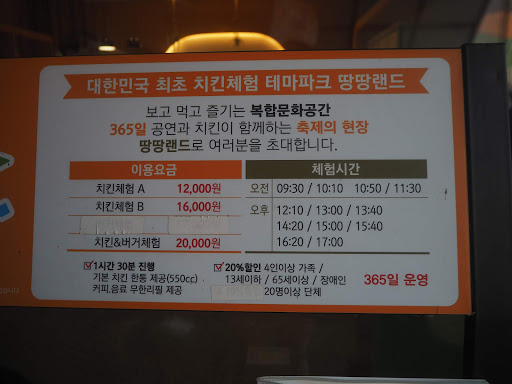 대한민국 최초 치킨체험 테마파크 땅땅랜드
보고 먹고 즐기는 복합문화공간
365일 공연과 치킨이 함께하는 축제의 현장
땅땅랜드로 여러분을 초대합니다.
이용요금
치킨체험 A 12,000원
치킨체험 B 16,000원
치킨&버거체험 20,000원
체험시간
오전 09:30 / 10:10 10:50 / 11:30
오후 12:10 / 13:00 / 13:40
14:20 / 15:00 / 15:40
16:20 / 17:00
1시간 30분 진행
기본 치킨 한통 제공(550cc)
커피,음료 무한리필 제공
20%할인 4인이상 가족 /
13세이하 / 65세이상 / 장애인
20명이상 단체
365일 운영